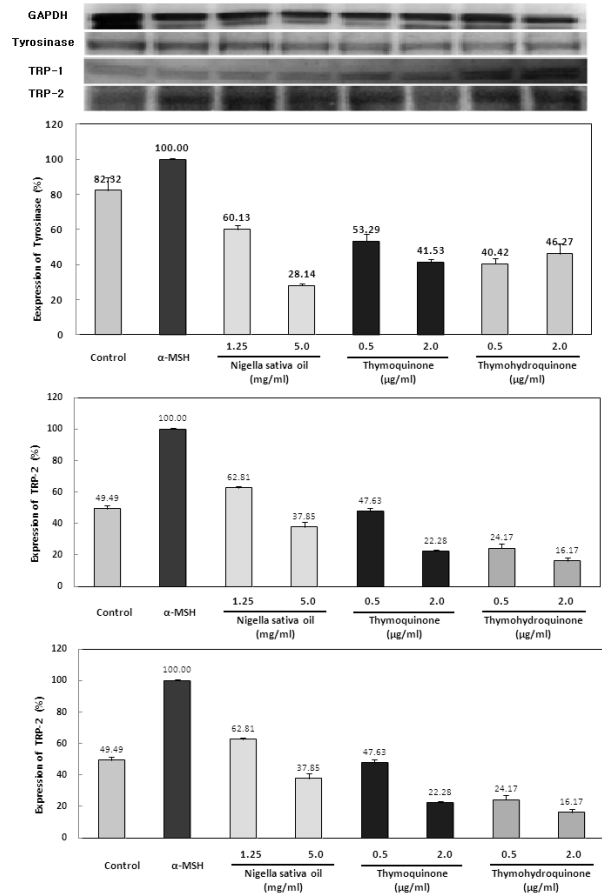 GAPDH
Tyrosinase
TRP-1
TRP-2
Eexpression of Tyrosinase (%)
120
100
80
60
40
20
0
82.32
100.00
60.13
28.14
53.29
41.53
40.42
46.27
Control
α-MSH
1.25 5.0 0.5 2.0 0.5 2.0
Nigella sativa oil Thymoquinone Thymohydroquinone
(mg/ml) (μg/ml) (μg/ml)
Expression of TRP-2 (%)
120
100
80
60
40
20
0
49.49
100.00
62.81
37.85
47.63
22.28
24.17
16.17
Control
α-MSH
1.25 5.0 0.5 2.0 0.5 2.0
Nigella sativa oil Thymoquinone Thymohydroquinone
(mg/ml) (μg/ml) (μg/ml)
Expression of TRP-2 (%)
120
100
80
60
40
20
0
49.49
100.00
62.81
37.85
47.63
22.28
24.17
16.17
Control
α-MSH
1.25 5.0 0.5 2.0 0.5 2.0
Nigella sativa oil Thymoquinone Thymohydroquinone
(mg/ml) (μg/ml) (μg/ml)